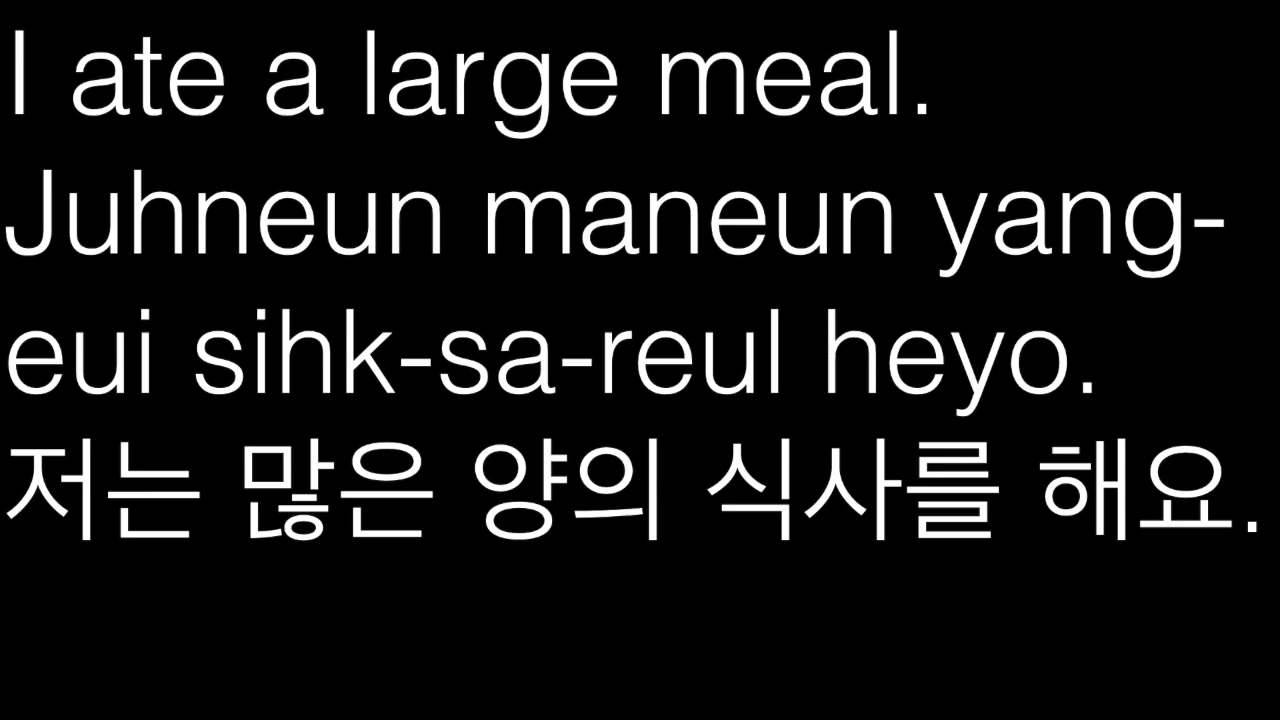 I ate a large meal.
Juhneun maneun yang-
eui sihk-sa-reul heyo.
저는 많은 양의 식사를 해요.